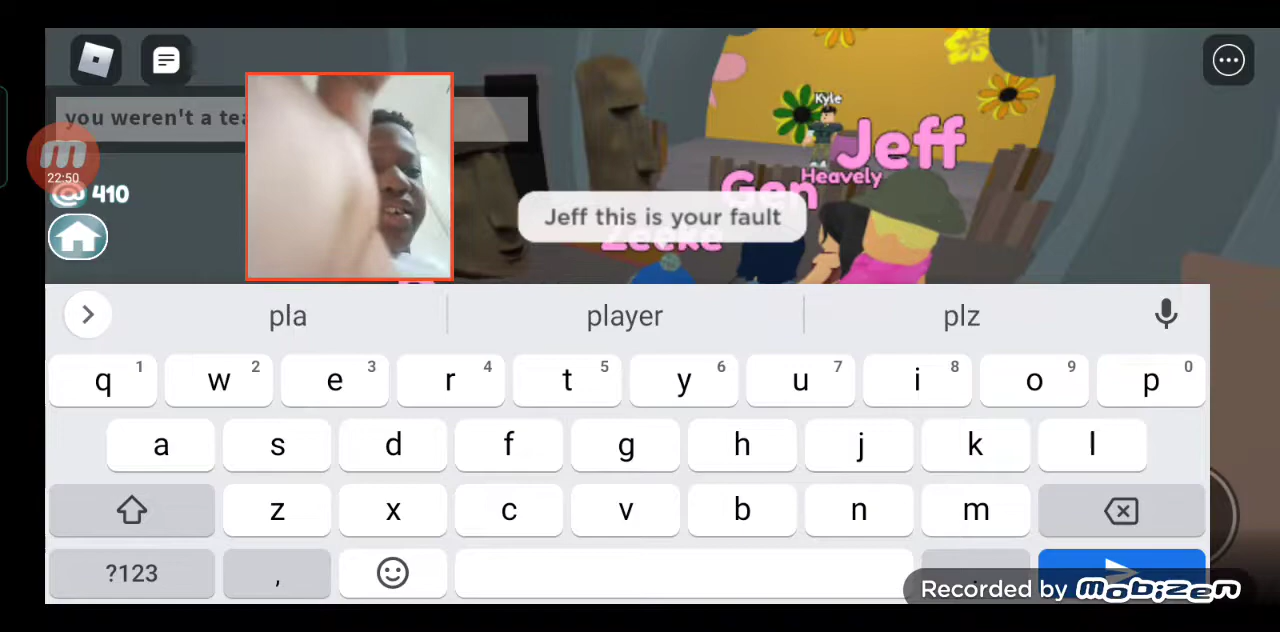 you weren't a tea
22:50
410
Kyle
Jeff
Heavely
Gen
Jeff this is your fault
Zeeke
pla player plz
q 1 w 2 e 3 r 4 t 5 y 6 u 7 i 8 o 9 p 0
a s d f g h j k l
z x c v b n m
?123 , .
Recorded by mobizen